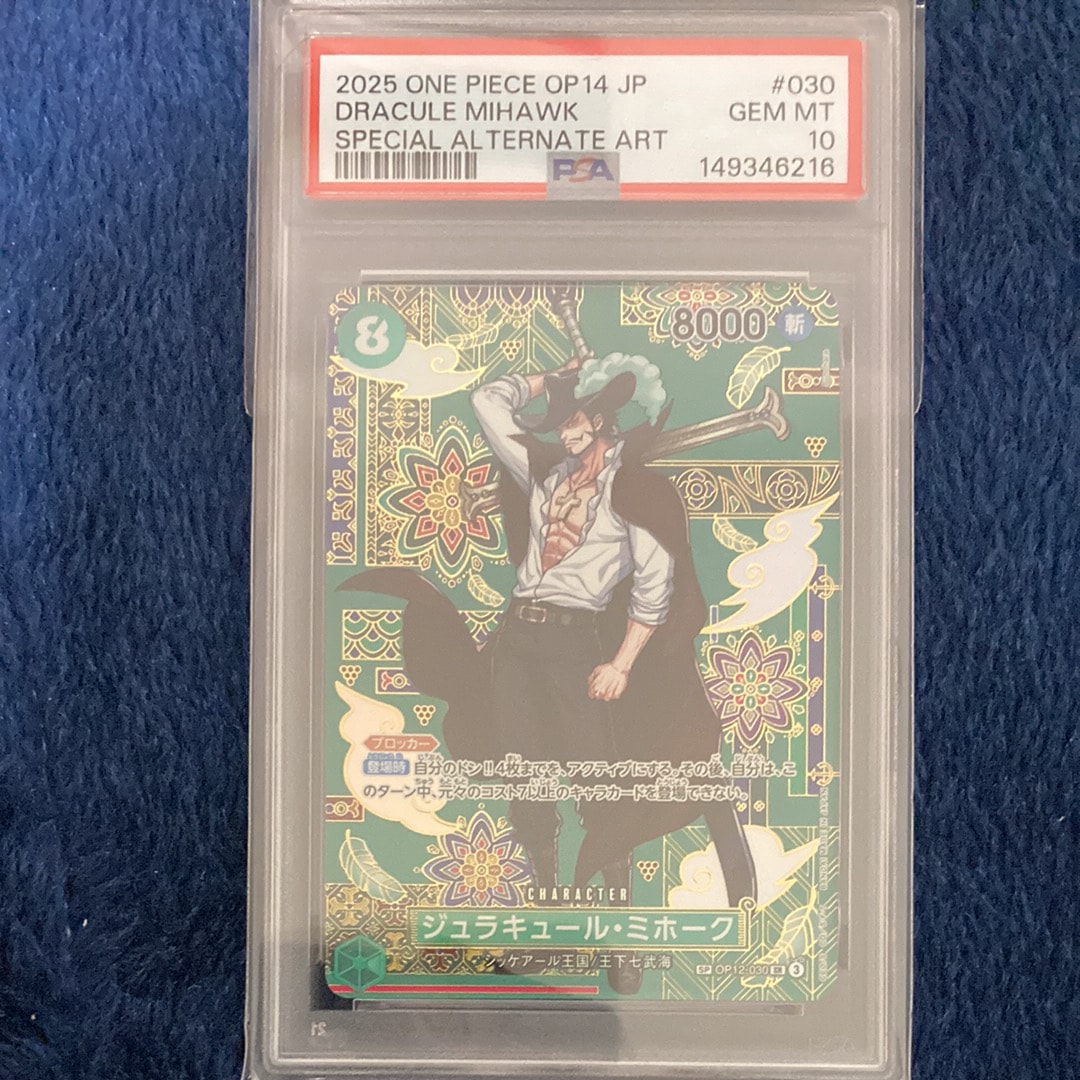 2025 ONE PIECE OP14 JP #030
DRACULE MIHAWK GEM MT
SPECIAL ALTERNATE ART 10
PSA 149346216
8 8000 斬
ブロッカー
登場時 自分のドン!!4枚までを、アクティブにする。その後、自分は、こ
のターン中、元々のコスト7以上のキャラカードを登場できない。
CHARACTER
ジュラキュール・ミホーク
シッケアール王国/王下七武海
SP OP12-030 SR 3